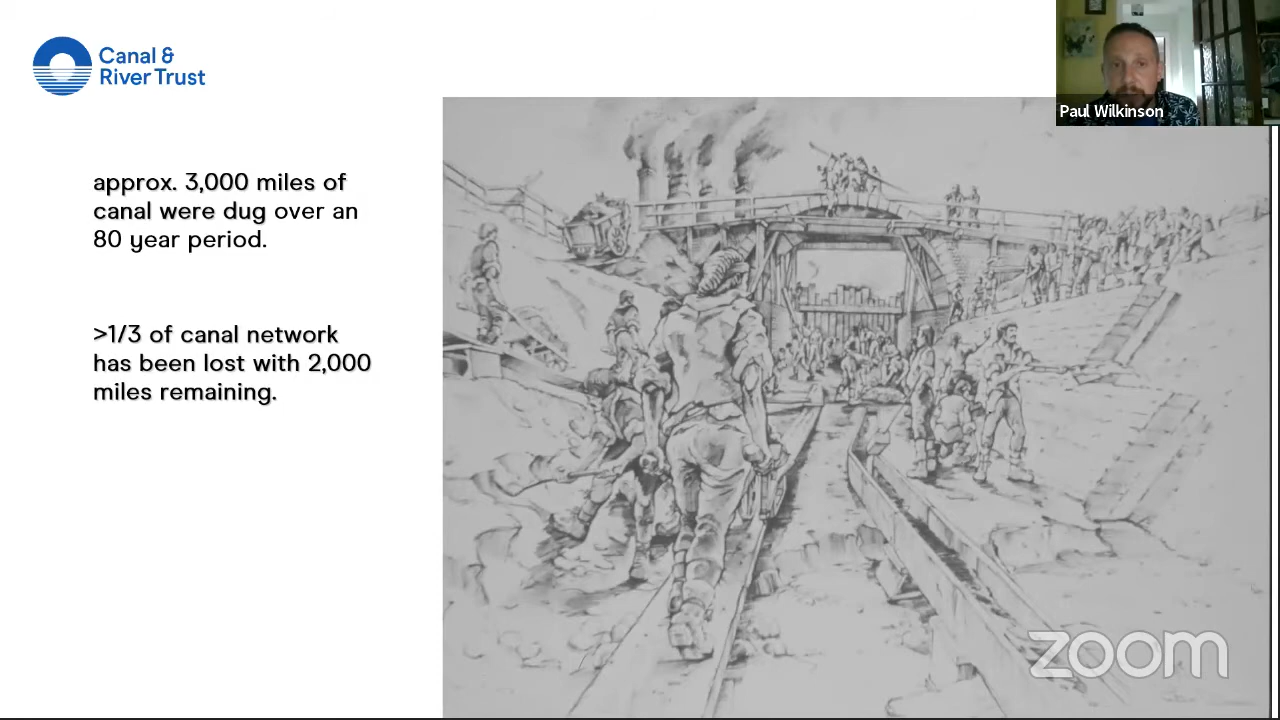 Canal &
River Trust
Paul Wilkinson
approx. 3,000 miles of
canal were dug over an
80 year period.
>1/3 of canal network
has been lost with 2,000
miles remaining.
zoom